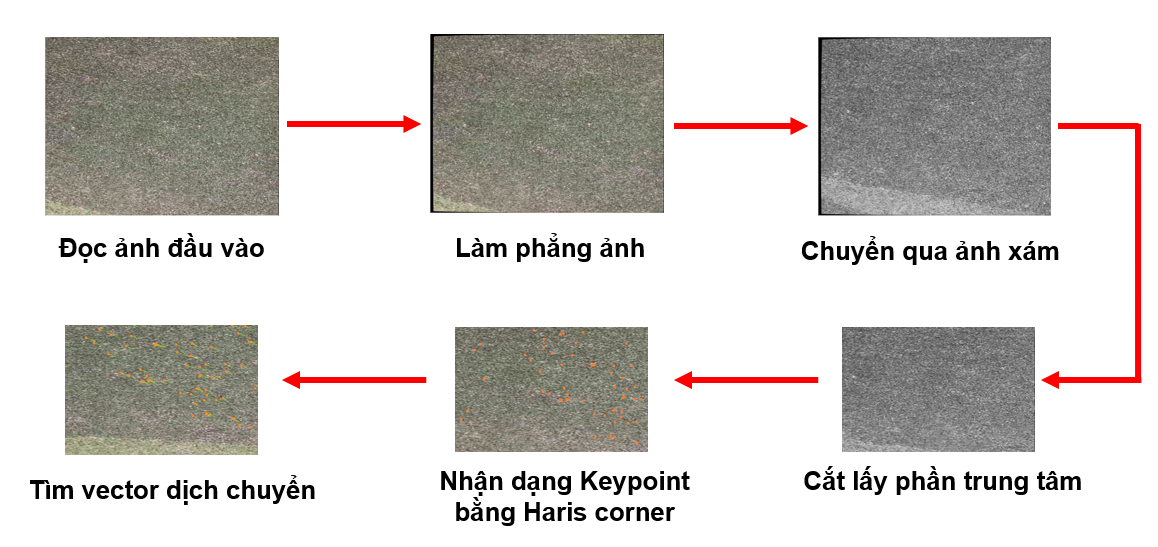 Đọc ảnh đầu vào
Làm phẳng ảnh
Chuyển qua ảnh xám
Cắt lấy phần trung tâm
Nhận dạng Keypoint
bằng Haris corner
Tìm vector dịch chuyển